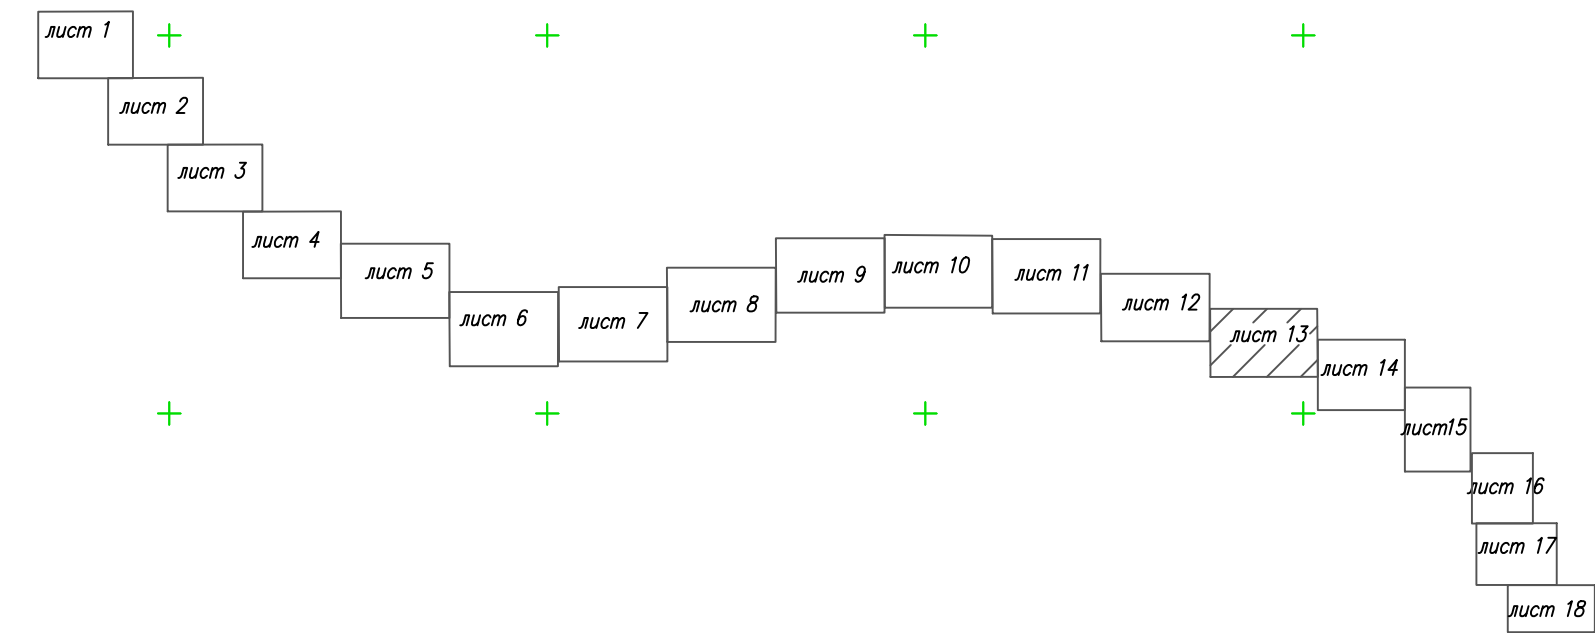 лист 1
лист 2
лист 3
лист 4
лист 5
лист 6
лист 7
лист 8
лист 9
лист 10
лист 11
лист 12
лист 13
лист 14
лист15
лист 16
лист 17
лист 18